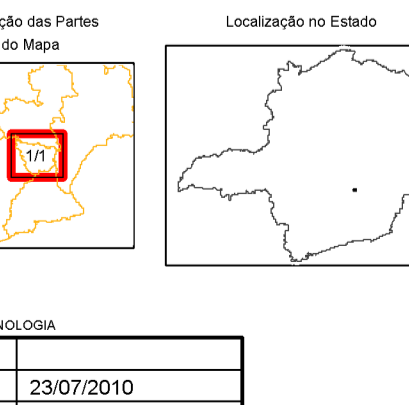 ção das Partes
do Mapa
Localização no Estado
1/1
NOLOGIA
23/07/2010